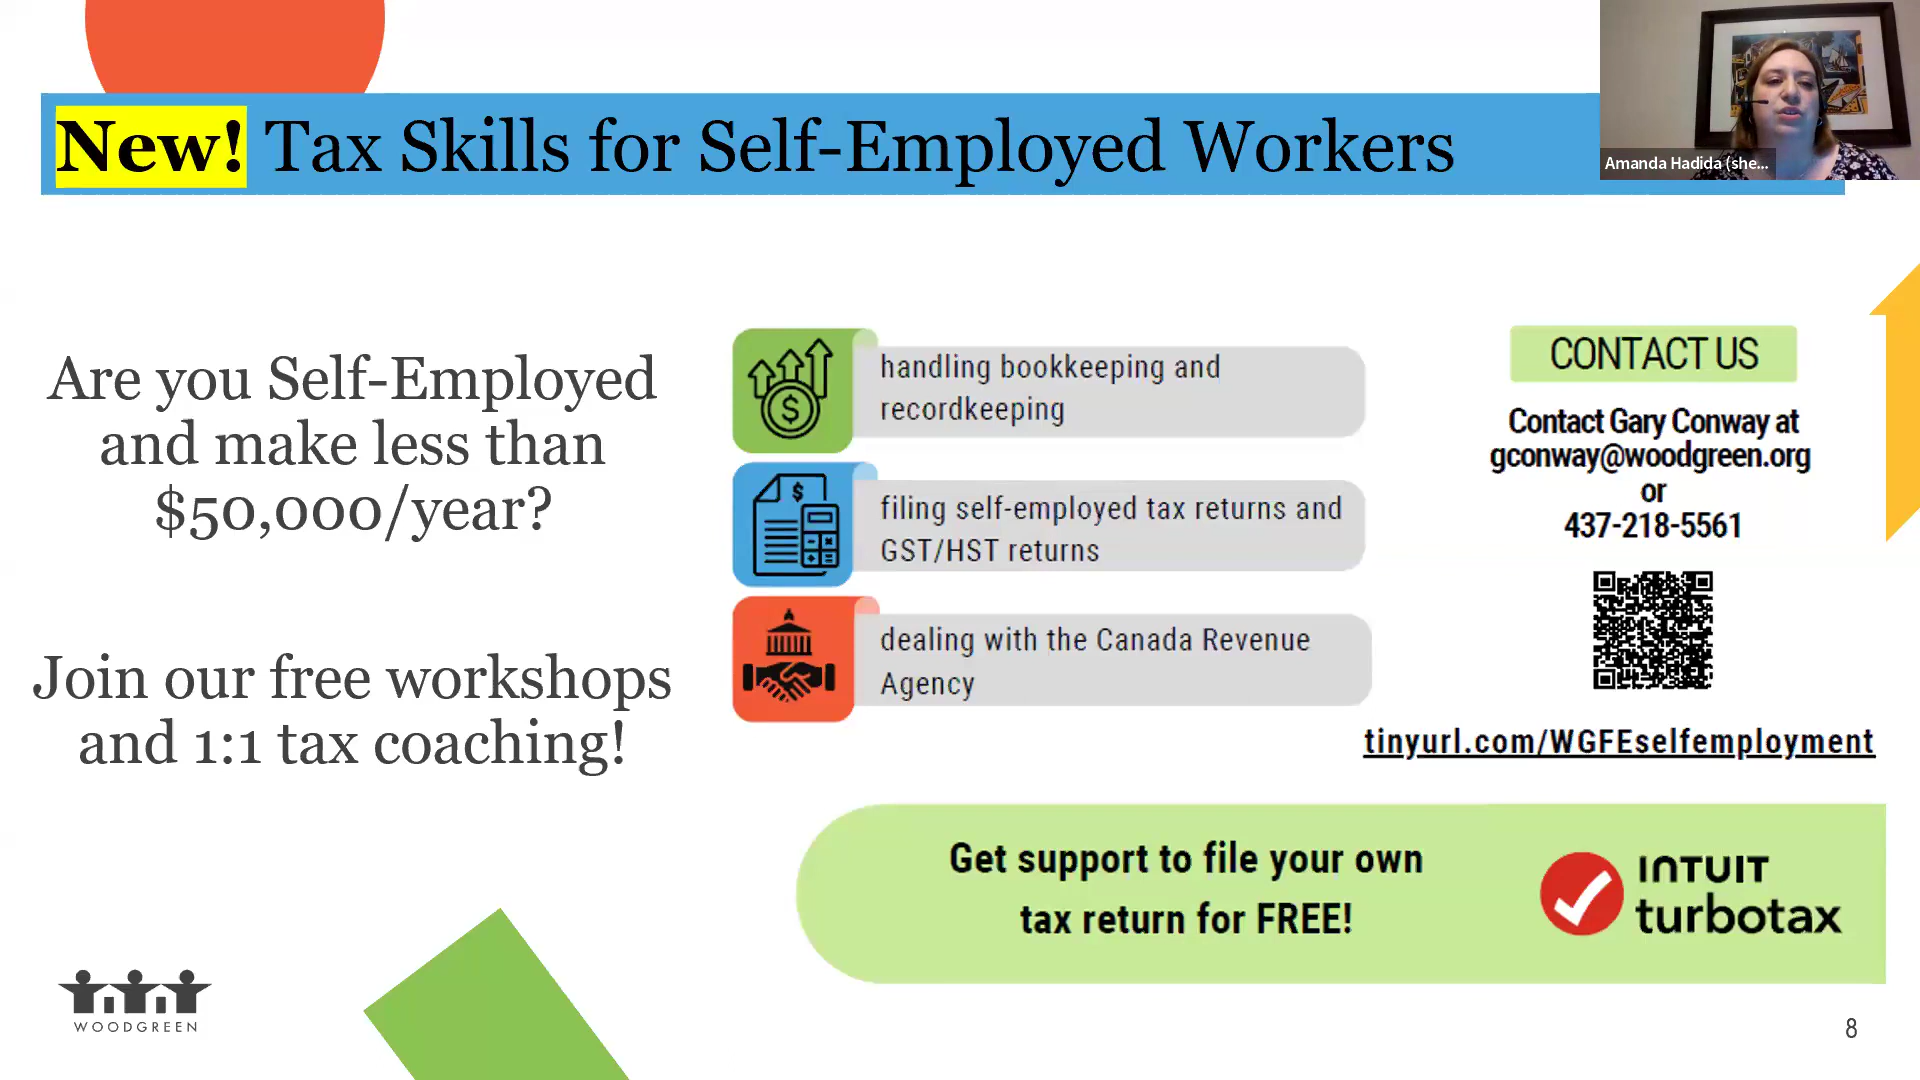 New! Tax Skills for Self-Employed Workers
Amanda Hadida (she...
Are you Self-Employed
and make less than
$50,000/year?
Join our free workshops
and 1:1 tax coaching!
handling bookkeeping and
recordkeeping
filing self-employed tax returns and
GST/HST returns
dealing with the Canada Revenue
Agency
CONTACT US
Contact Gary Conway at
gconway@woodgreen.org
or
437-218-5561
tinyurl.com/WGFEselfemployment
Get support to file your own
tax return for FREE!
INTUIT
turbotax
WOODGREEN
8